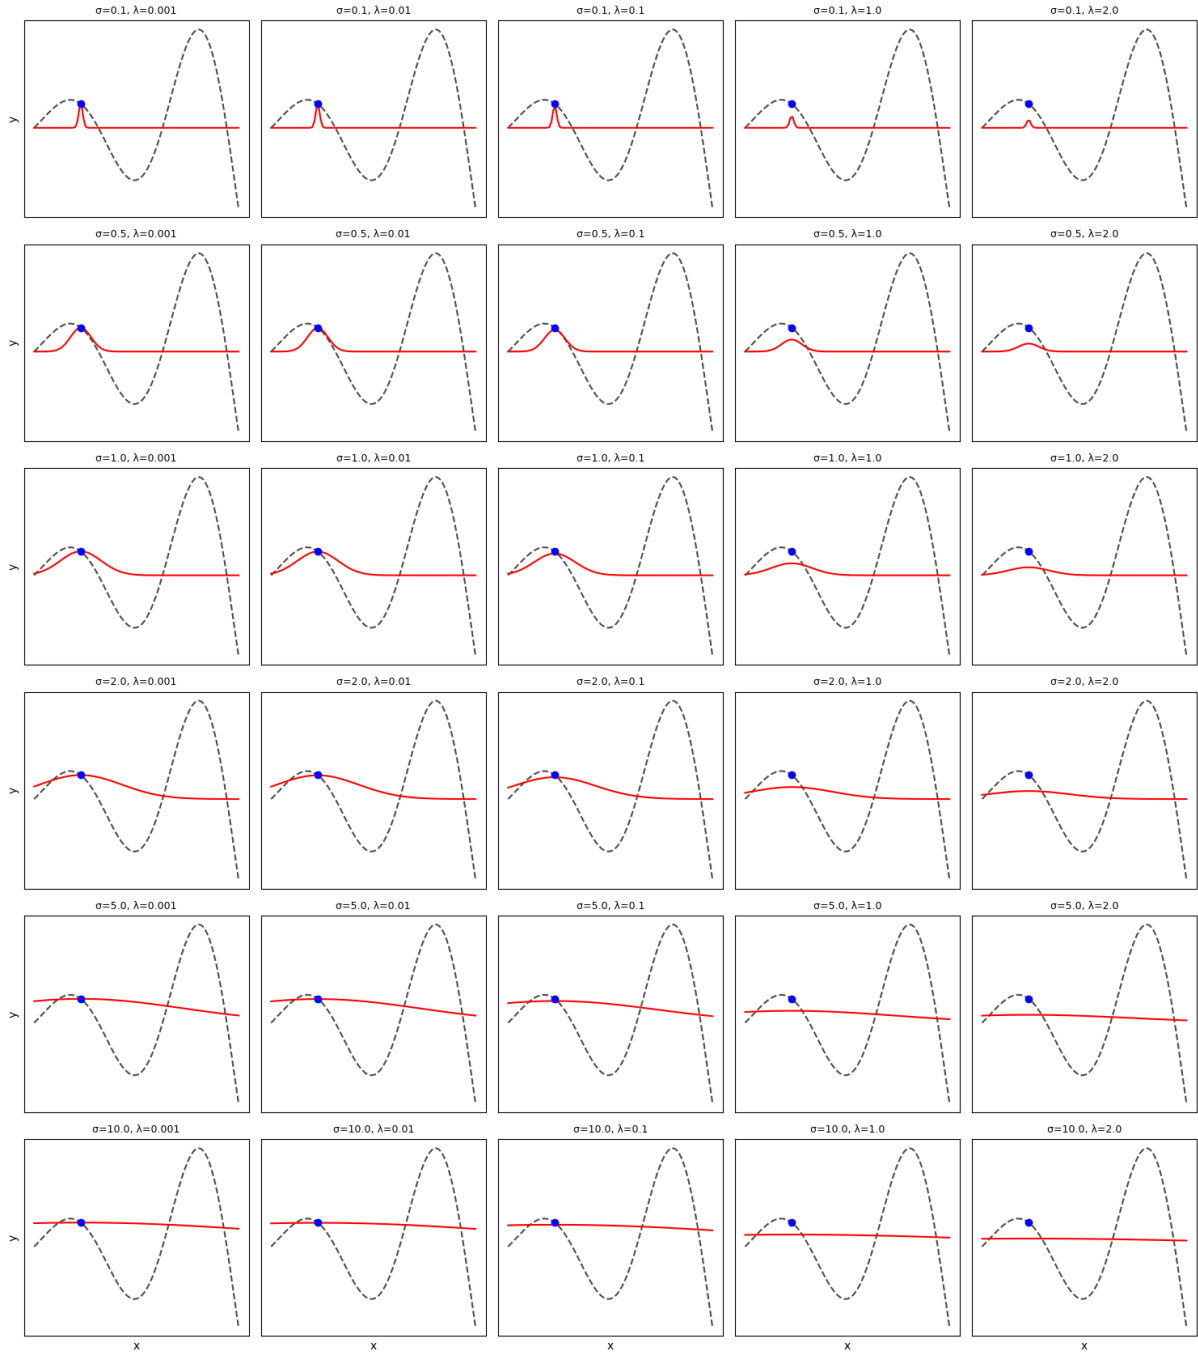 σ=0.1, λ=0.001
σ=0.1, λ=0.01
σ=0.1, λ=0.1
σ=0.1, λ=1.0
σ=0.1, λ=2.0
y
σ=0.5, λ=0.001
σ=0.5, λ=0.01
σ=0.5, λ=0.1
σ=0.5, λ=1.0
σ=0.5, λ=2.0
y
σ=1.0, λ=0.001
σ=1.0, λ=0.01
σ=1.0, λ=0.1
σ=1.0, λ=1.0
σ=1.0, λ=2.0
y
σ=2.0, λ=0.001
σ=2.0, λ=0.01
σ=2.0, λ=0.1
σ=2.0, λ=1.0
σ=2.0, λ=2.0
y
σ=5.0, λ=0.001
σ=5.0, λ=0.01
σ=5.0, λ=0.1
σ=5.0, λ=1.0
σ=5.0, λ=2.0
y
σ=10.0, λ=0.001
σ=10.0, λ=0.01
σ=10.0, λ=0.1
σ=10.0, λ=1.0
σ=10.0, λ=2.0
y
x
x
x
x
x